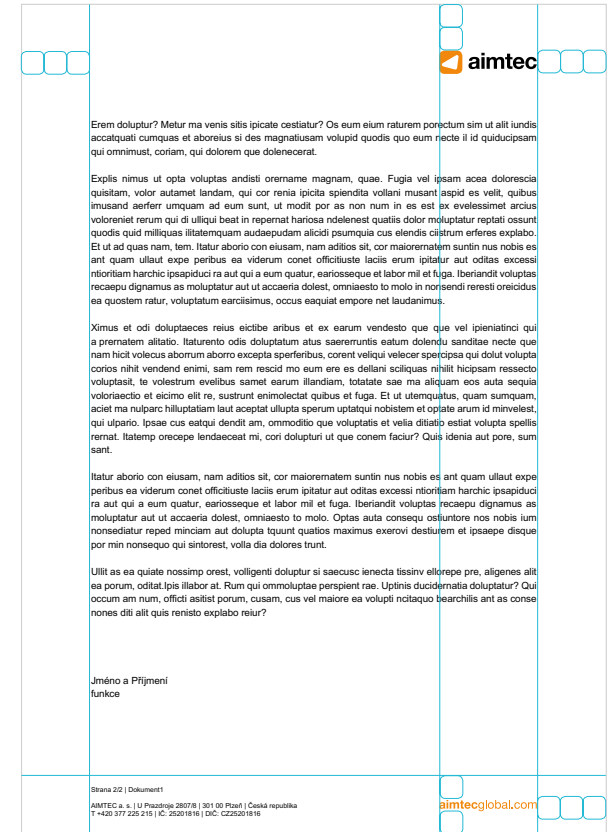 aimtec
Erem doluptur? Metur ma venis sitis ipicate cestiatur? Os eum eium raturem porectum sim ut alit iundis
accatquati cumquas et aboreius si des magnatiusam volupid quodis quo eum necte il id quiducipsam
qui omnimust, coriam, qui dolorem que dolenecerat.
Explis nimus ut opta voluptas andisti orername magnam, quae. Fugia vel ipsam acea dolorescia
quisitam, volor autamet landam, qui cor renia ipicita spiendita vollani musant aspid es velit, quibus
imusand aerferr umquam ad eum sunt, ut modit por as non num in es est ex evelessimet arcius
voloreniet rerum qui di ulliqui beat in repernat hariosa ndelenest quatiis dolor moluptatur reptati ossunt
quodis quid milliquas ilitatemquam audaepudam alicidi psumquia cus elendis ciistrum erferes explabo.
Et ut ad quas nam, tem. Itatur aborio con eiusam, nam aditios sit, cor maiorernatem suntin nus nobis es
ant quam ullaut expe peribus ea viderum conet officitiuste laciis erum ipitatur aut oditas excessi
ntioritiam harchic ipsapiduci ra aut qui a eum quatur, eariosseque et labor mil et fuga. Iberiandit voluptas
recaepu dignamus as moluptatur aut ut accaeria dolest, omniaesto to molo in nonsendi reresti oreicidus
ea quostem ratur, voluptatum earciisimus, occus eaquiat empore net laudanimus.
Ximus et odi doluptaeces reius eictibe aribus et ex earum vendesto que que vel ipieniatinci qui
a prernatem alitatio. Itaturento odis doluptatum atus saererruntis eatum dolendu sanditae necte que
nam hicit volecus aborrum aborro excepta sperferibus, corent veliqui velecer spercipsa qui dolut volupta
corios nihit vendend enimi, sam rem rescid mo eum ere es dellani sciliquas nihilit hicipsam ressecto
voluptasit, te volestrum evelibus samet earum illandiam, totatate sae ma aliquam eos auta sequia
voloriaectio et eicimo elit re, sustrunt enimolectat quibus et fuga. Et ut utemquatus, quam sumquam,
aciet ma nulparc hilluptatiam laut aceptat ullupta sperum uptatqui nobistem et optate arum id minvelest,
qui ulpario. Ipsae cus eatqui dendit am, ommoditio que voluptatis et velia ditiatio estiat volupta spellis
rernat. Itatemp orecepe lendaeceat mi, cori dolupturi ut que conem faciur? Quis idenia aut pore, sum
sant.
Itatur aborio con eiusam, nam aditios sit, cor maiorernatem suntin nus nobis es ant quam ullaut expe
peribus ea viderum conet officitiuste laciis erum ipitatur aut oditas excessi ntioritiam harchic ipsapiduci
ra aut qui a eum quatur, eariosseque et labor mil et fuga. Iberiandit voluptas recaepu dignamus as
moluptatur aut ut accaeria dolest, omniaesto to molo. Optas auta consequ ostiuntore nos nobis ium
nonsediatur reped minciam aut dolupta tquunt quatios maximus exerovi destiurem et ipsaepe disque
por min nonsequo qui sintorest, volla dia dolores trunt.
Ullit as ea quiate nossimp orest, volligenti doluptur si saecusc ienecta tissinv ellorepe pre, aligenes alit
ea porum, oditat.Ipis illabor at. Rum qui ommoluptae perspient rae. Uptinis ducidernatia doluptatur? Qui
occum am num, officti asitist porum, cusam, cus vel maiore ea volupti ncitaquo bearchilis ant as conse
nones diti alit quis renisto explabo reiur?
Jméno a Příjmení
funkce
Strana 2/2 | Dokument1
AIMTEC a. s. | U Prazdroje 2807/8 | 301 00 Plzeň | Česká republika
T +420 377 225 215 | IČ: 25201816 | DIČ: CZ25201816
aimtecglobal.com